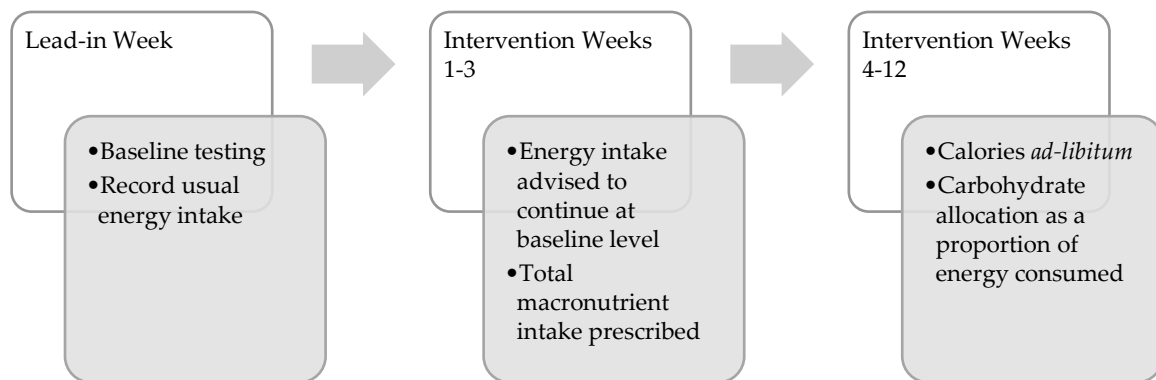 Lead-in Week
•Baseline testing
•Record usual
energy intake
Intervention Weeks
1-3
•Energy intake
advised to
continue at
baseline level
•Total
macronutrient
intake prescribed
Intervention Weeks
4-12
•Calories ad-libitum
•Carbohydrate
allocation as a
proportion of
energy consumed